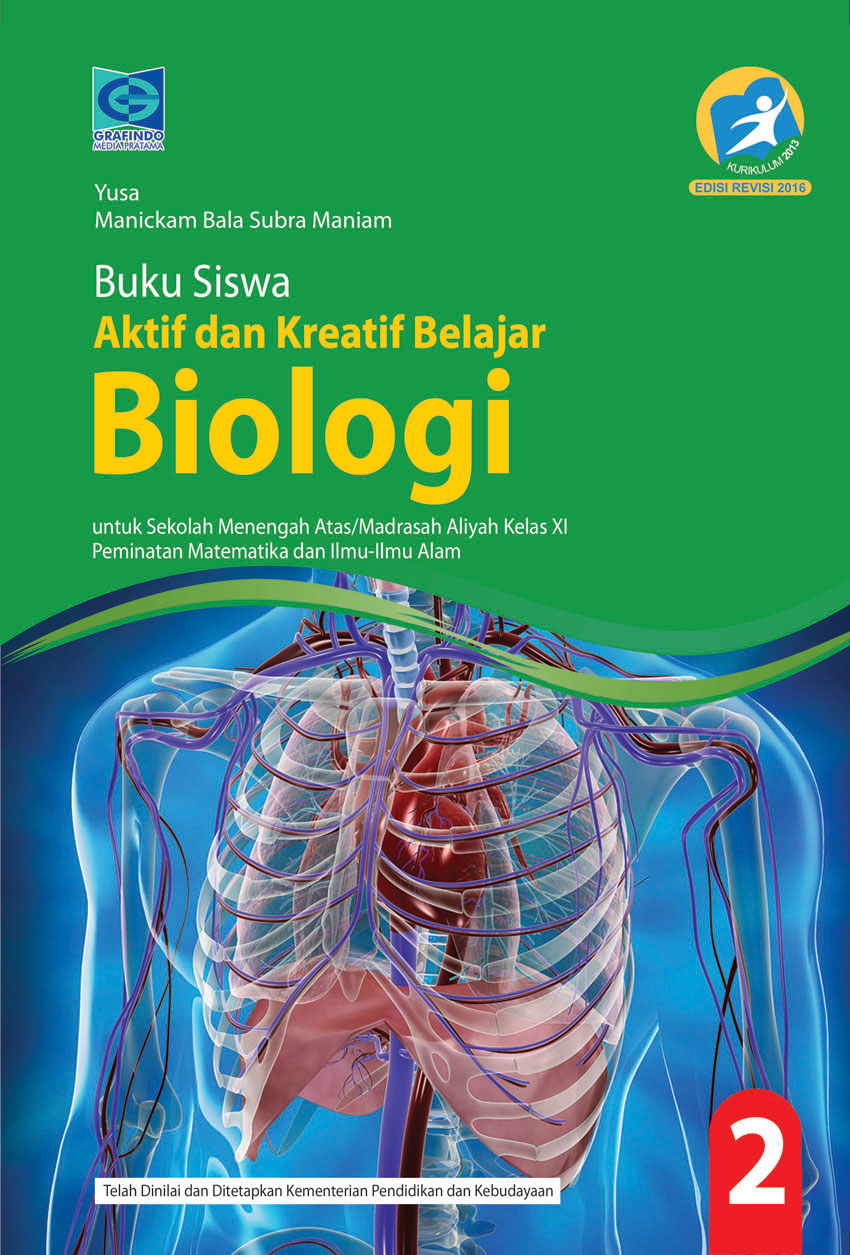 GRAFINDO
MEDIA PRATAMA
KURIKULUM 2013
EDISI REVISI 2016
Yusa
Manickam Bala Subra Maniam
Buku Siswa
Aktif dan Kreatif Belajar
Biologi
untuk Sekolah Menengah Atas/Madrasah Aliyah Kelas XI
Peminatan Matematika dan Ilmu-Ilmu Alam
Telah Dinilai dan Ditetapkan Kementerian Pendidikan dan Kebudayaan
2